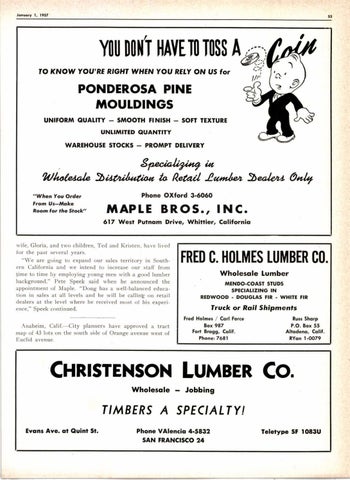 January 1, 1957
55
YOU DON'T HAVE TO TOSS A Coin
TO KNOW YOU'RE RIGHT WHEN YOU RELY ON US for
PONDEROSA PINE
MOULDINGS
UNIFORM QUALITY — SMOOTH FINISH — SOFT TEXTURE
UNLIMITED QUANTITY
WAREHOUSE STOCKS — PROMPT DELIVERY
Specializing in
Wholesale Distribution to Retail Lumber Dealers Only
"When You Order
From Us—Make
Room for the Stock"
Phone OXford 3-6060
MAPLE BROS., INC.
617 West Putnam Drive, Whittier, California
wife, Gloria, and two children, Ted and Kristen, have lived
for the past several years.
"We are going to expand our sales territory in South-
ern California and we intend to increase our staff from
time to time by employing young men with a good lumber
background," Pete Speek said when he announced the
appointment of Maple. "Doug has a well-balanced educa-
tion in sales at all levels and he will be calling on retail
dealers at the level where he received most of his experi-
ence," Speek continued.
Anaheim, Calif.—City planners have approved a tract
map of 43 lots on the south side of Orange avenue west of
Euclid avenue.
FRED C. HOLMES LUMBER CO.
Wholesale Lumber
MENDO-COAST STUDS
SPECIALIZING IN
REDWOOD - DOUGLAS FIR - WHITE FIR
Truck or Rail Shipments
Fred Holmes / Carl Force
Box 987
Fort Bragg, Calif.
Phone: 7681
Russ Sharp
P.O. Box 55
Altadena, Calif.
RYan 1-0079
CHRISTENSON LUMBER CO.
Wholesale — Jobbing
TIMBERS A SPECIALTY!
Evans Ave. at Quint St.
Phone VAlencia 4-5832
SAN FRANCISCO 24
Teletype SF 1083U